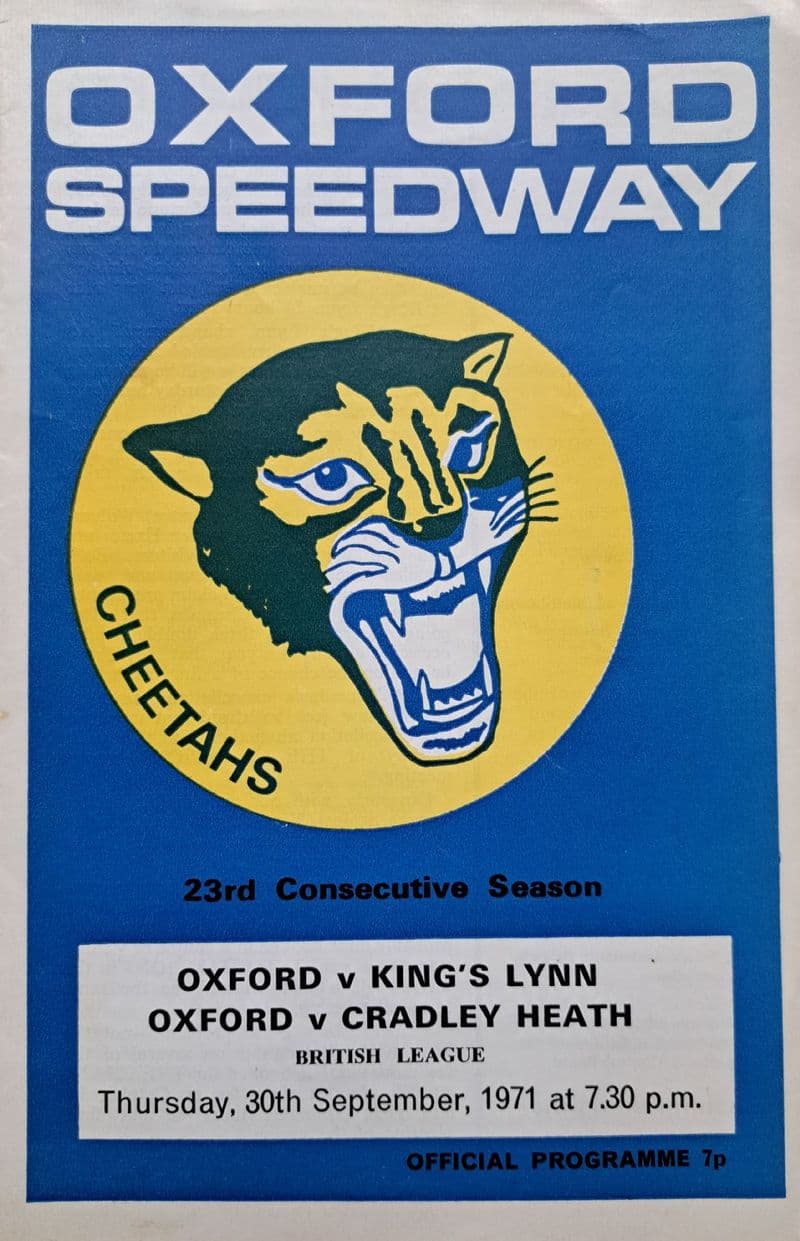 OXFORD
SPEEDWAY
CHEETAHS
23rd Consecutive Season
OXFORD v KING'S LYNN
OXFORD v CRADLEY HEATH
BRITISH LEAGUE
Thursday, 30th September, 1971 at 7.30 p.m.
OFFICIAL PROGRAMME 7p